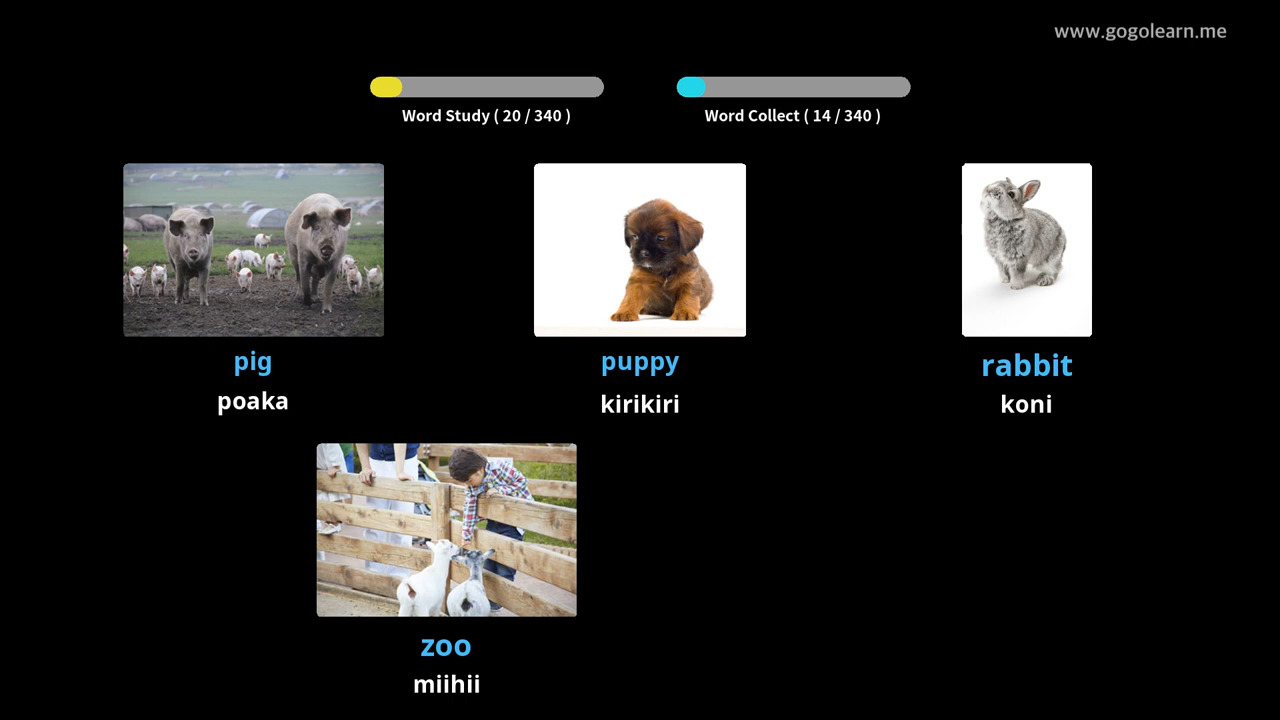 www.gogolearn.me
Word Study ( 20 / 340 )
Word Collect ( 14 / 340 )
pig
poaka
puppy
kirikiri
rabbit
koni
zoo
miihii